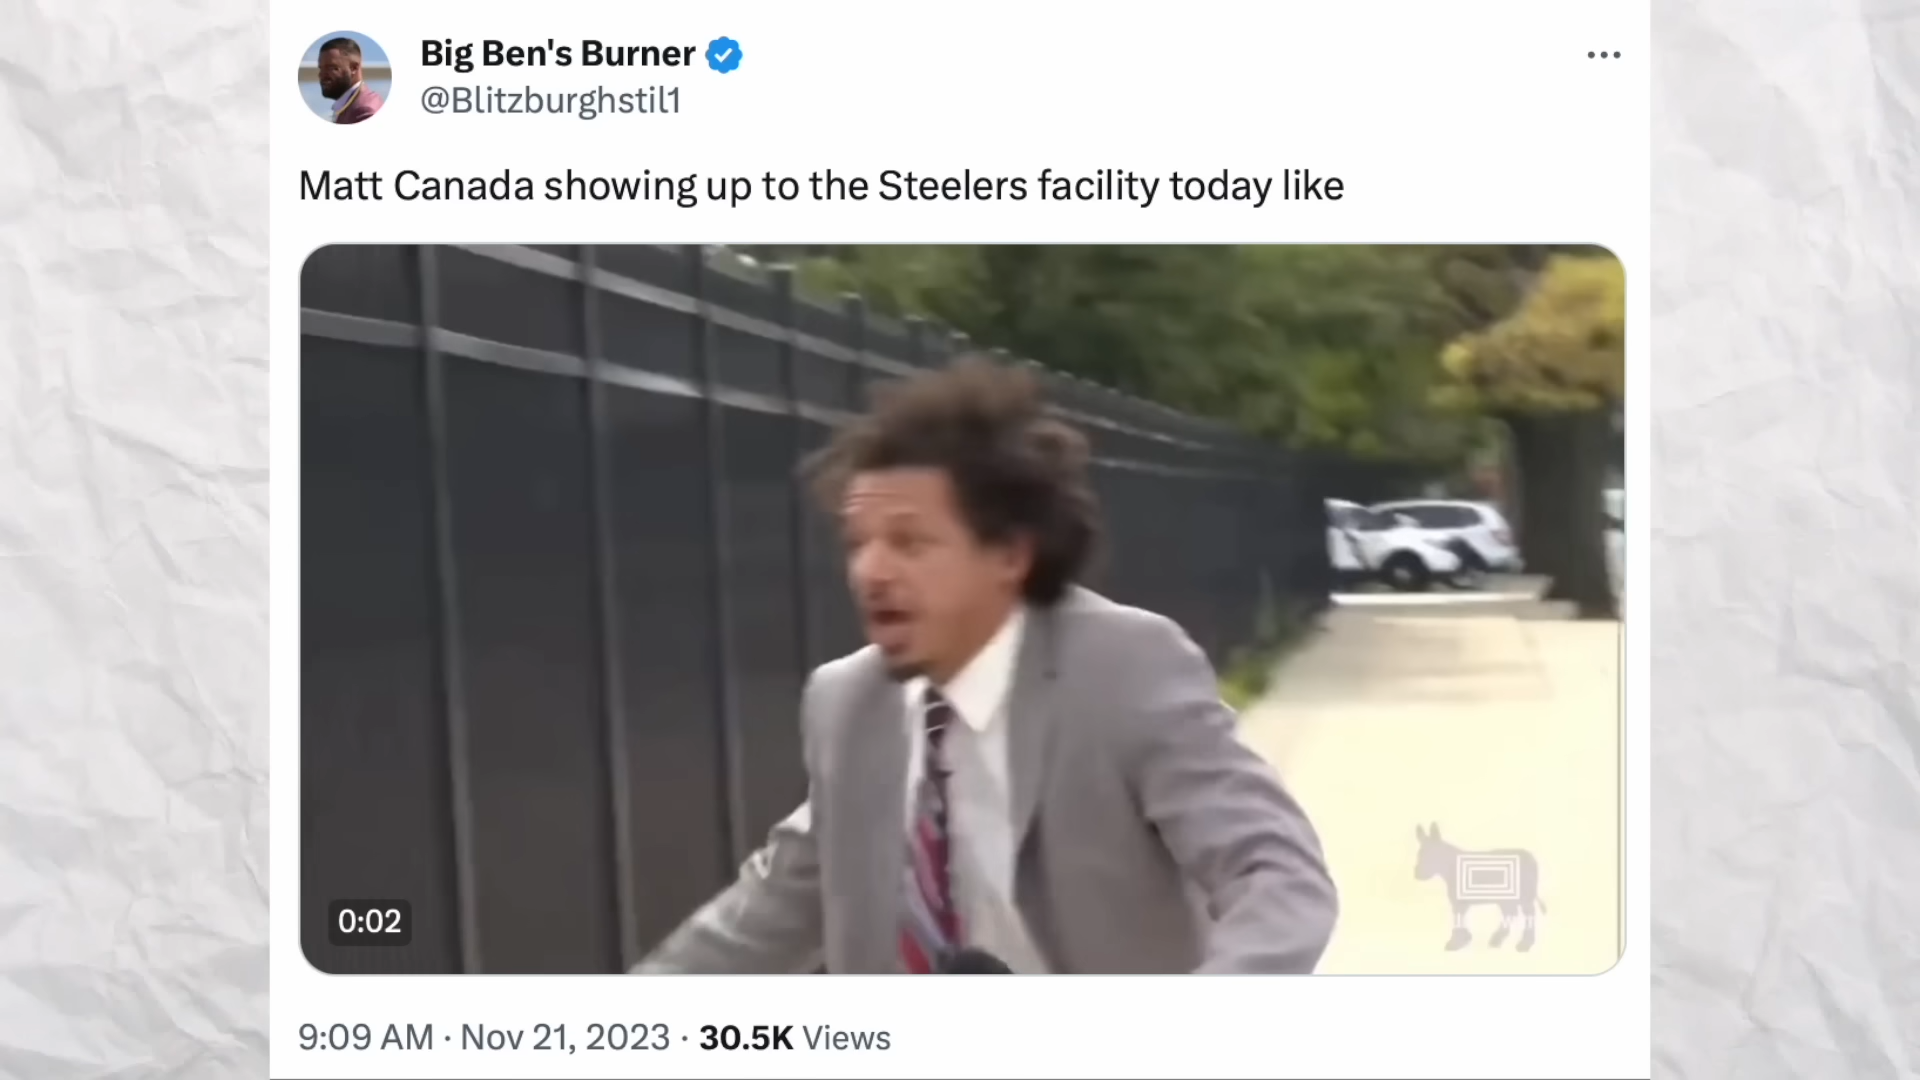 Big Ben's Burner
@Blitzburghstil1
Matt Canada showing up to the Steelers facility today like
0:02
9:09 AM · Nov 21, 2023 · 30.5K Views